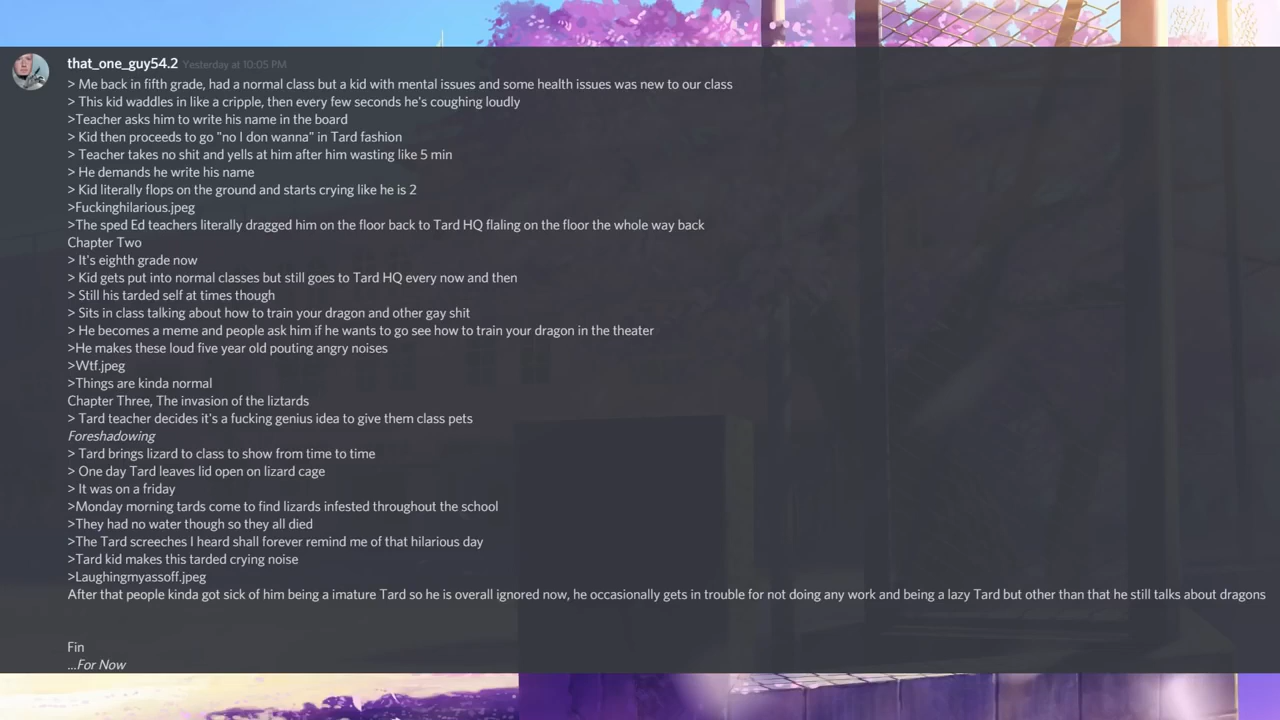 that_one_guy54.2 Yesterday at 10:05 PM
> Me back in fifth grade, had a normal class but a kid with mental issues and some health issues was new to our class
> This kid waddles in like a cripple, then every few seconds he's coughing loudly
>Teacher asks him to write his name in the board
> Kid then proceeds to go "no I don wanna" in Tard fashion
> Teacher takes no shit and yells at him after him wasting like 5 min
> He demands he write his name
> Kid literally flops on the ground and starts crying like he is 2
>Fuckinghilarious.jpeg
>The sped Ed teachers literally dragged him on the floor back to Tard HQ flaling on the floor the whole way back
Chapter Two
> It's eighth grade now
> Kid gets put into normal classes but still goes to Tard HQ every now and then
> Still his tarded self at times though
> Sits in class talking about how to train your dragon and other gay shit
> He becomes a meme and people ask him if he wants to go see how to train your dragon in the theater
>He makes these loud five year old pouting angry noises
>Wtf.jpeg
>Things are kinda normal
Chapter Three, The invasion of the liztards
> Tard teacher decides it's a fucking genius idea to give them class pets
Foreshadowing
> Tard brings lizard to class to show from time to time
> One day Tard leaves lid open on lizard cage
> It was on a friday
>Monday morning tards come to find lizards infested throughout the school
>They had no water though so they all died
>The Tard screeches I heard shall forever remind me of that hilarious day
>Tard kid makes this tarded crying noise
>Laughingmyassoff.jpeg
After that people kinda got sick of him being a imature Tard so he is overall ignored now, he occasionally gets in trouble for not doing any work and being a lazy Tard but other than that he still talks about dragons
Fin
...For Now